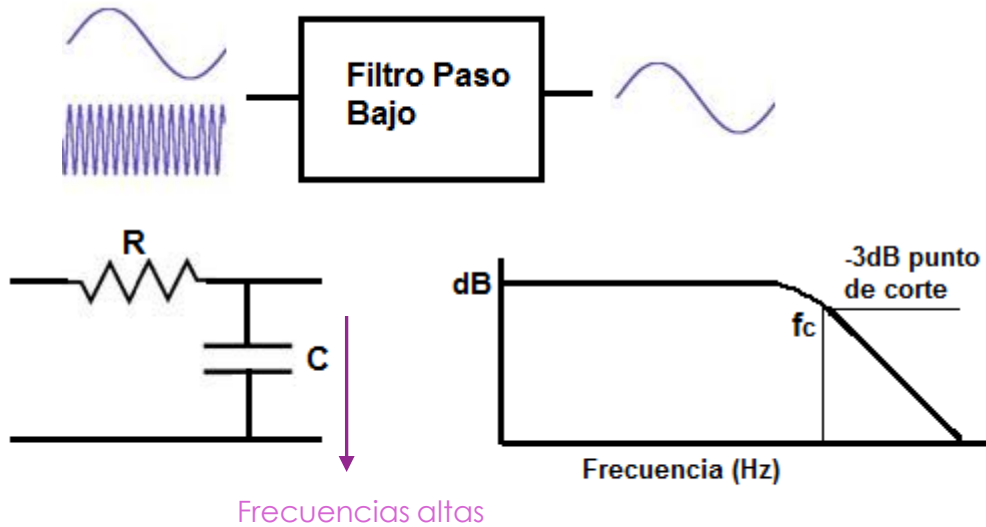 Filtro Paso
Bajo
R
C
Frecuencias altas
dB
-3dB punto
de corte
fc
Frecuencia (Hz)